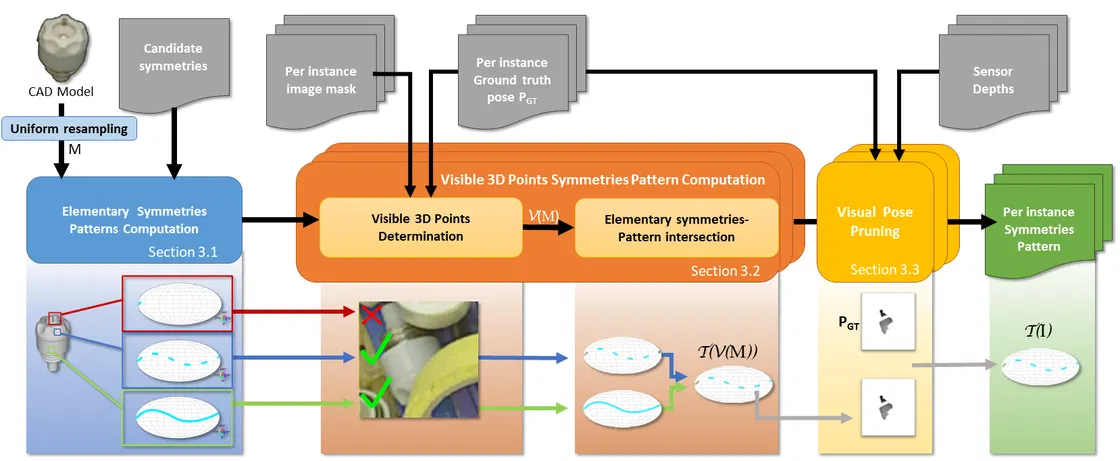 CAD Model
Uniform resampling
M
Candidate
symmetries
Per instance
image mask
Per instance
Ground truth
pose PGT
Sensor
Depths
Elementary Symmetries
Patterns Computation
Section 3.1
Visible 3D Points Symmetries Pattern Computation
Visible 3D Points
Determination
V(M)
Elementary symmetries-
Pattern intersection
Section 3.2
Visual Pose
Pruning
Section 3.3
Per instance
Symmetries
Pattern
T(V(M))
PGT
T(I)